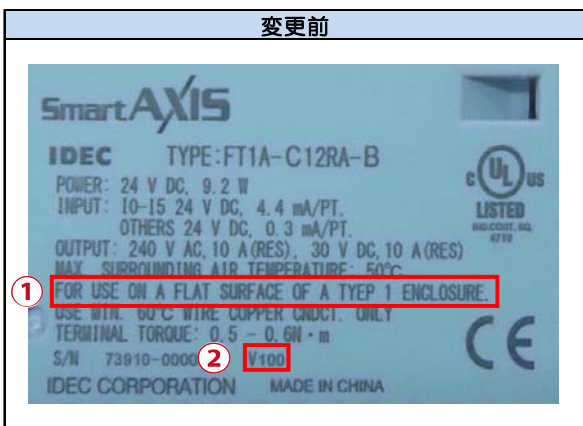 変更前
SmartAXIS
IDEC TYPE:FT1A-C12RA-B
POWER: 24 V DC, 9.2 W
INPUT: I0-I5 24 V DC, 4.4 mA/PT.
OTHERS 24 V DC, 0.3 mA/PT.
OUTPUT: 240 V AC,10 A(RES), 30 V DC,10 A(RES)
MAX. SURROUNDING AIR TEMPERATURE: 50°C
① FOR USE ON A FLAT SURFACE OF A TYEP 1 ENCLOSURE.
USE MIN. 60°C WIRE COPPER CNDCT. ONLY
TERMINAL TORQUE: 0.5 - 0.6N・m
S/N 73910-0000 ② V100
IDEC CORPORATION MADE IN CHINA
c UL us
LISTED
IND.CONT. EQ.
CE